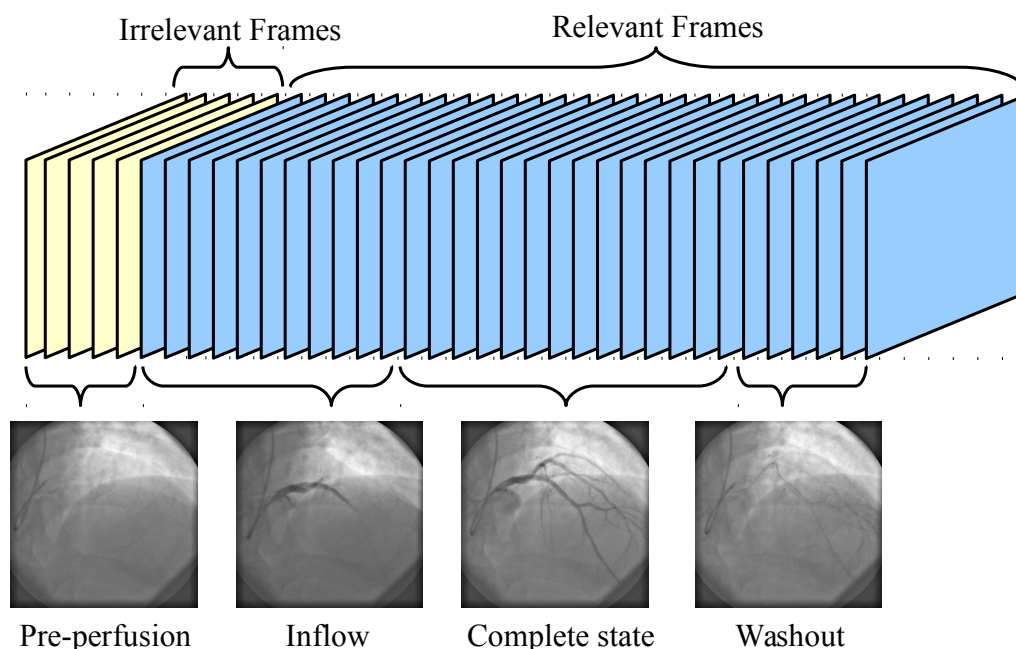 Irrelevant Frames
Relevant Frames
Pre-perfusion
Inflow
Complete state
Washout